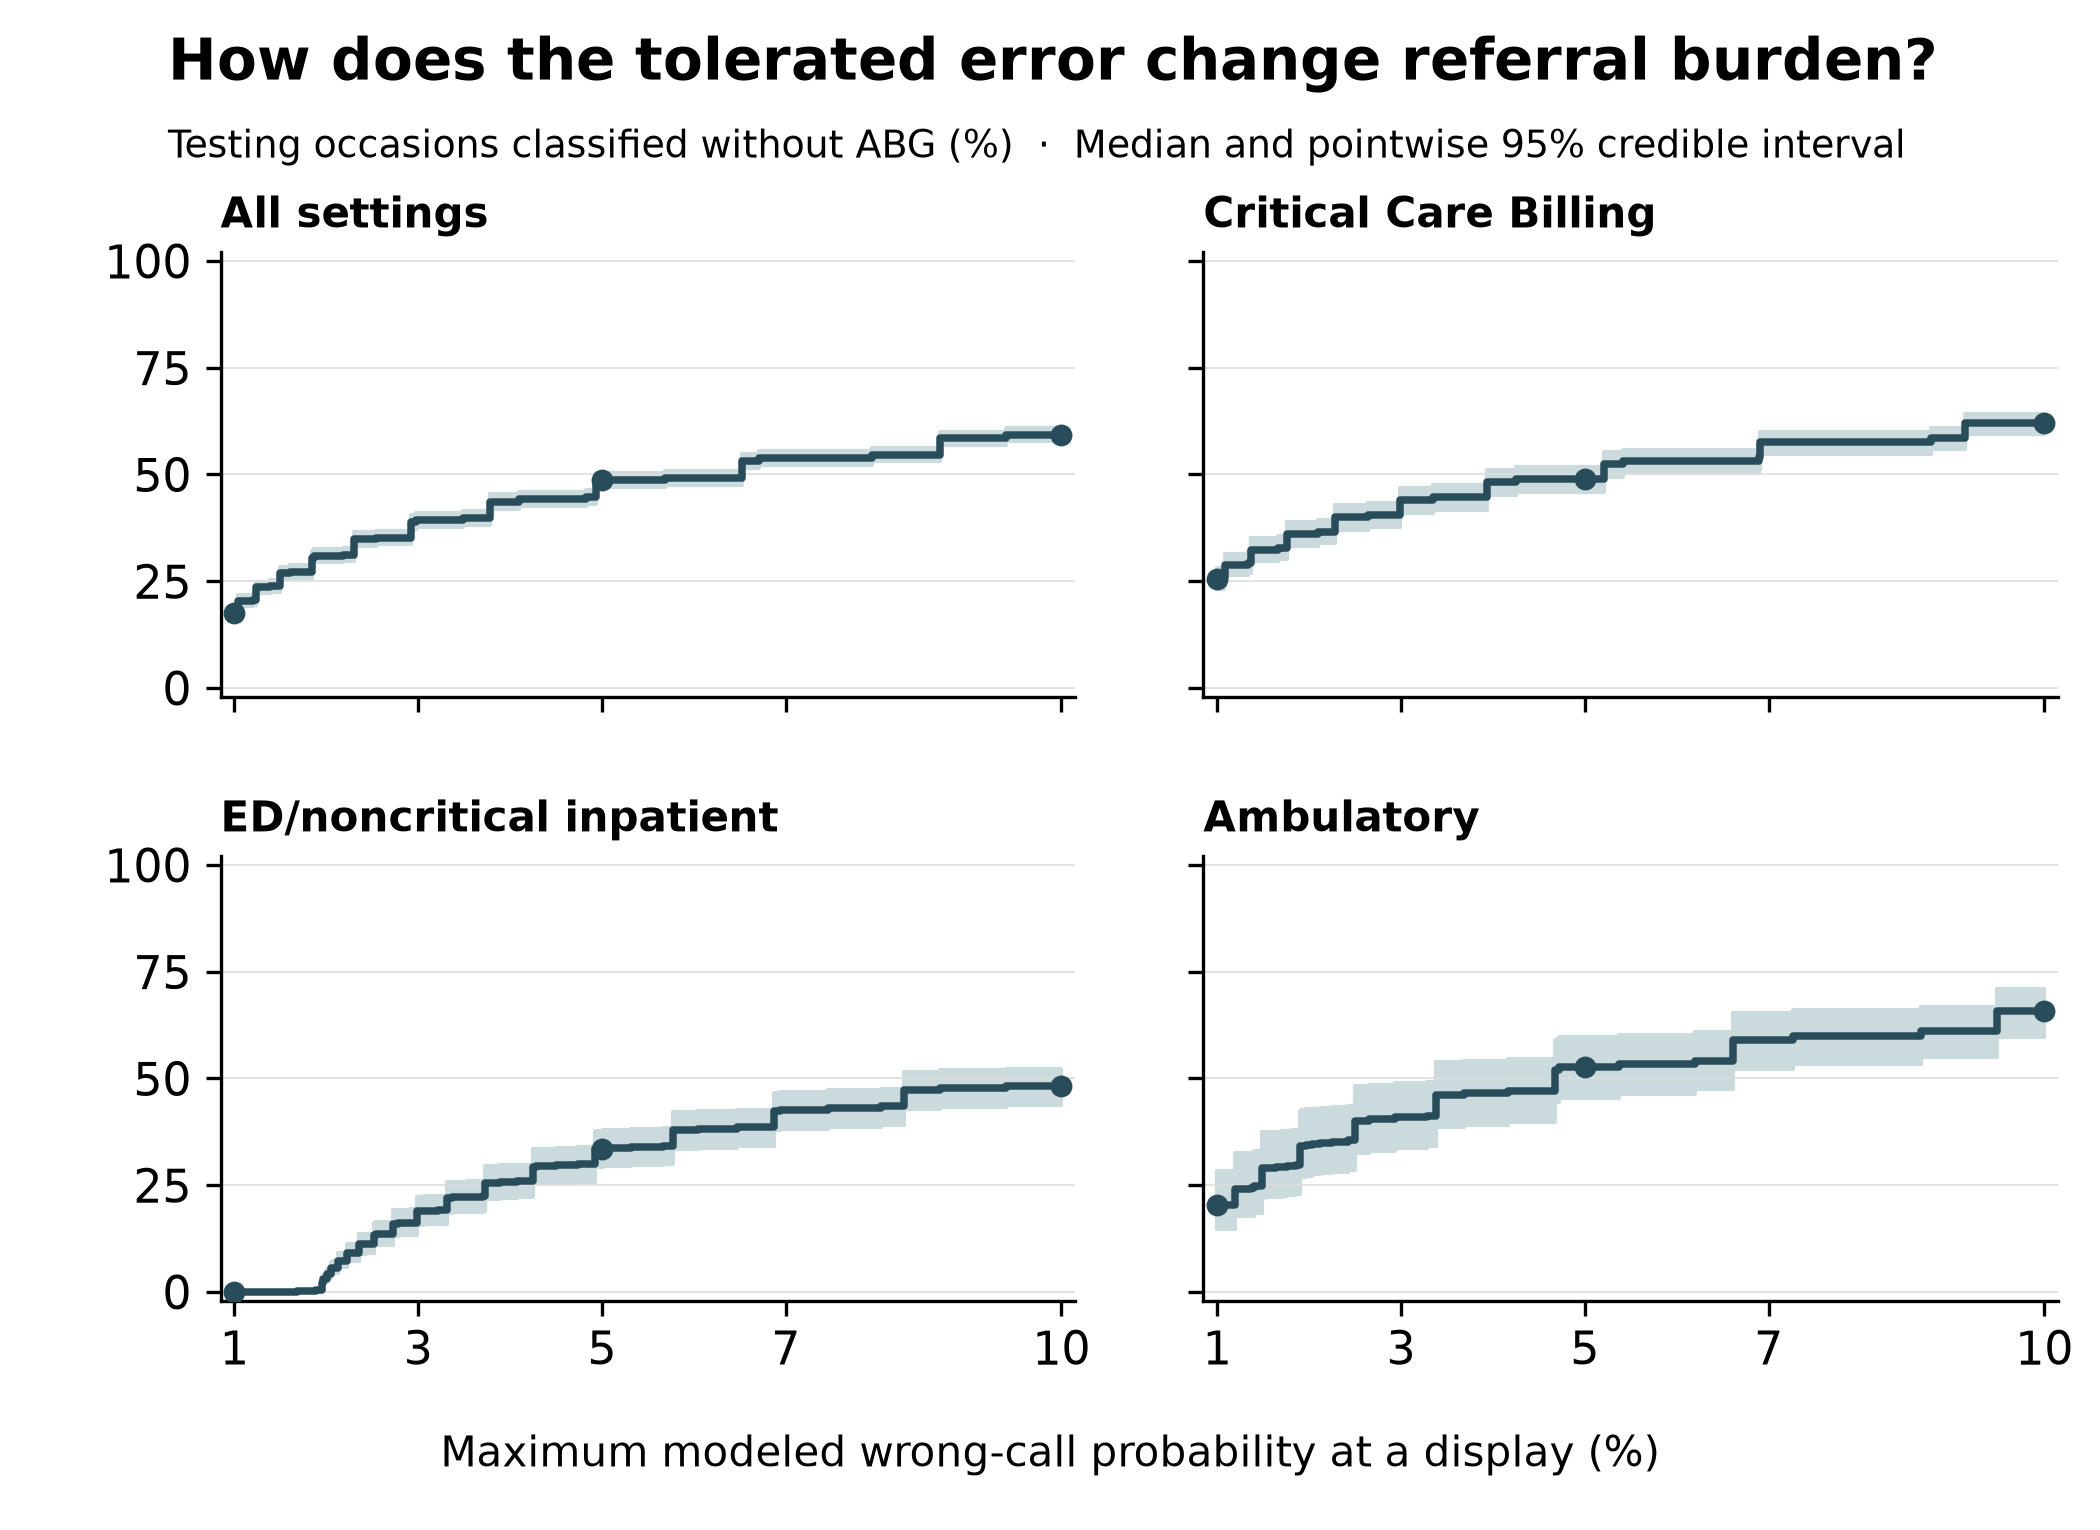 How does the tolerated error change referral burden?
Testing occasions classified without ABG (%) · Median and pointwise 95% credible interval
All settings
Critical Care Billing
100
75
50
25
0
ED/noncritical inpatient
Ambulatory
100
75
50
25
0
1 3 5 7 10
1 3 5 7 10
Maximum modeled wrong-call probability at a display (%)